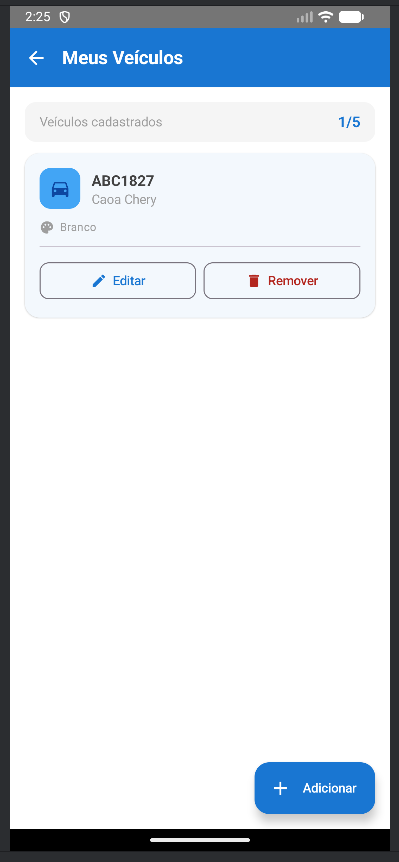 2:25
Meus Veículos
Veículos cadastrados 1/5
ABC1827
Caoa Chery
Branco
Editar Remover
Adicionar